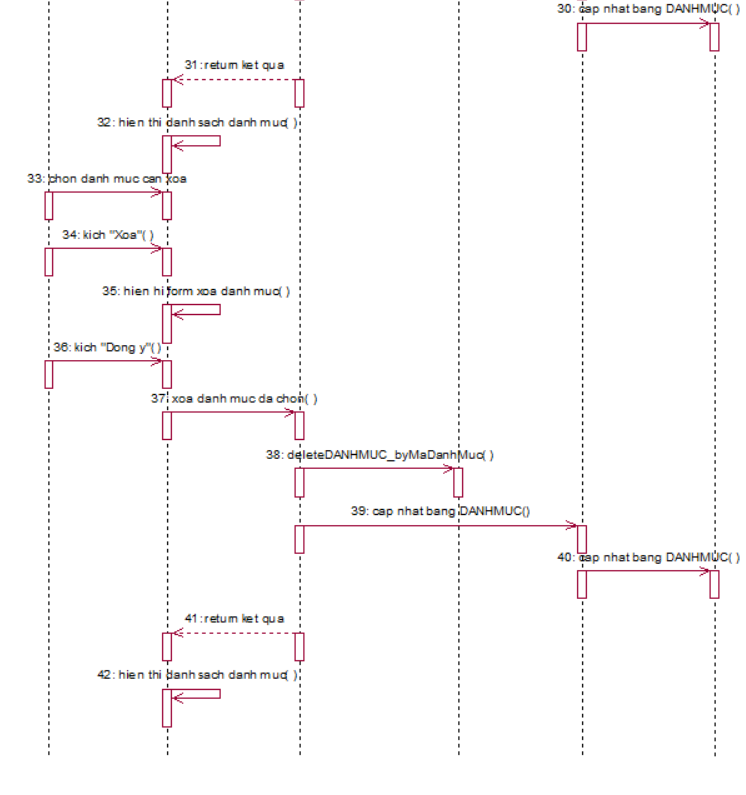 30: cap nhat bang DANHMUC( )
31: return ket qua
32: hien thi danh sach danh muc( )
33: chon danh muc can xoa
34: kich "Xoa"( )
35: hien hi form xoa danh muc( )
36: kich "Dong y"( )
37: xoa danh muc da chon( )
38: deleteDANHMUC_byMaDanhMuc( )
39: cap nhat bang DANHMUC()
40: cap nhat bang DANHMUC( )
41: return ket qua
42: hien thi danh sach danh muc( )